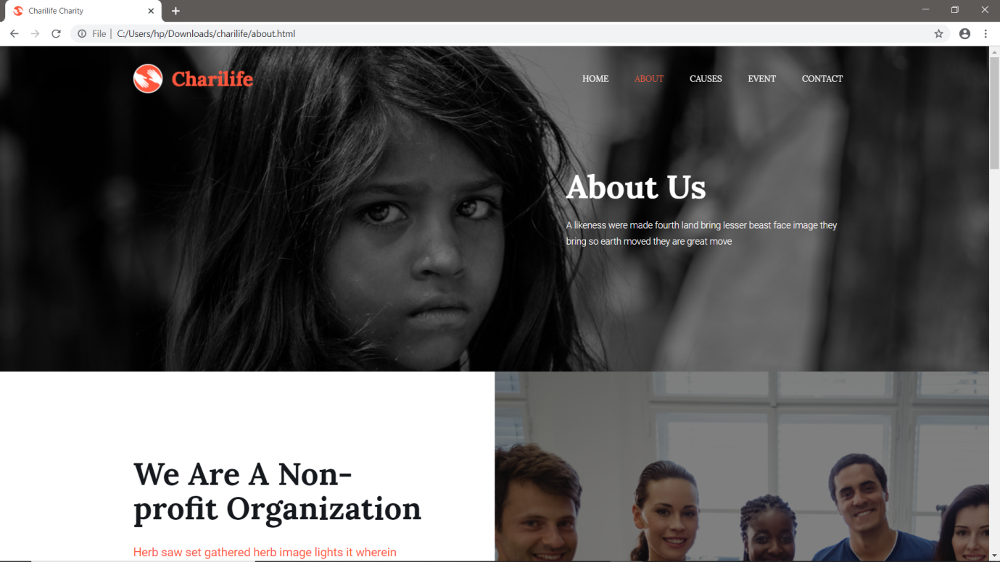 Charilife Charity
File | C:/Users/hp/Downloads/charilife/about.html
Charilife
HOME ABOUT CAUSES EVENT CONTACT
About Us
A likeness were made fourth land bring lesser beast face image they
bring so earth moved they are great move
We Are A Non-
profit Organization
Herb saw set gathered herb image lights it wherein